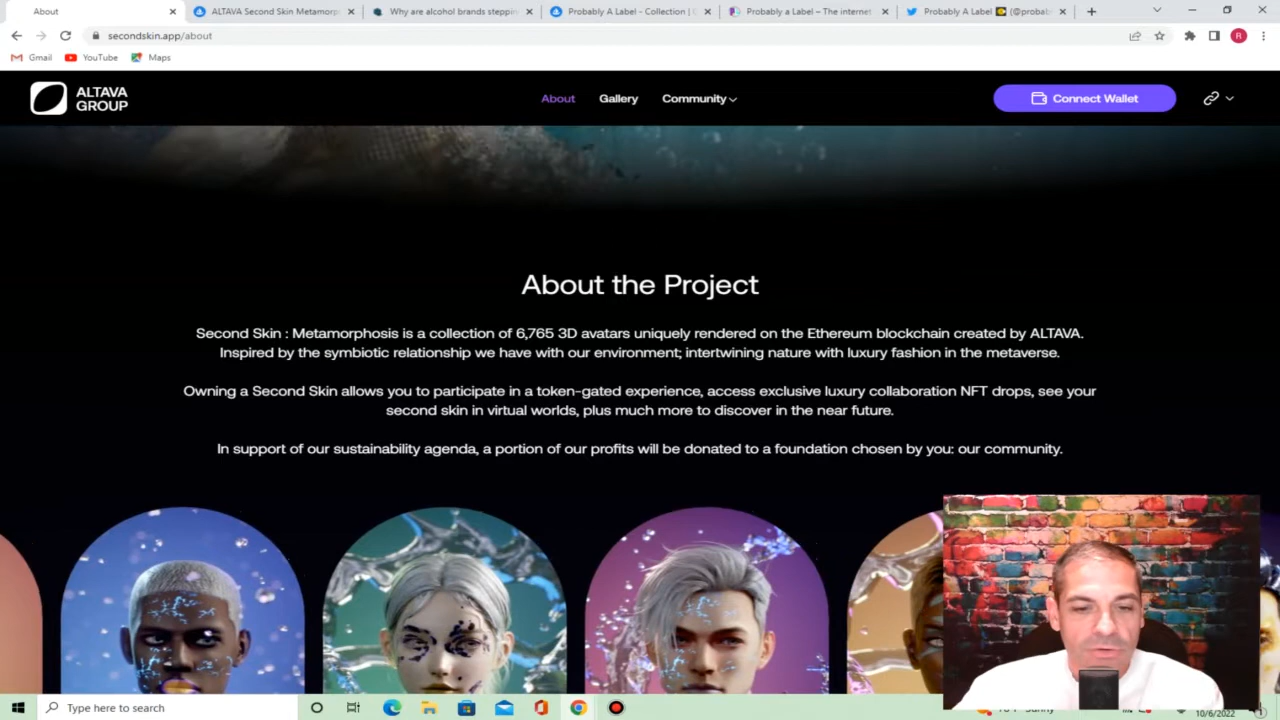 About
ALTAVA Second Skin Metamorp
Why are alcohol brands steppin
Probably A Label - Collection |
Probably a Label – The internet
Probably A Label (@probab
secondskin.app/about
R
Gmail
YouTube
Maps
ALTAVA
GROUP
About
Gallery
Community
Connect Wallet
About the Project
Second Skin : Metamorphosis is a collection of 6,765 3D avatars uniquely rendered on the Ethereum blockchain created by ALTAVA.
Inspired by the symbiotic relationship we have with our environment; intertwining nature with luxury fashion in the metaverse.
Owning a Second Skin allows you to participate in a token-gated experience, access exclusive luxury collaboration NFT drops, see your
second skin in virtual worlds, plus much more to discover in the near future.
In support of our sustainability agenda, a portion of our profits will be donated to a foundation chosen by you: our community.
Type here to search
10/6/2022